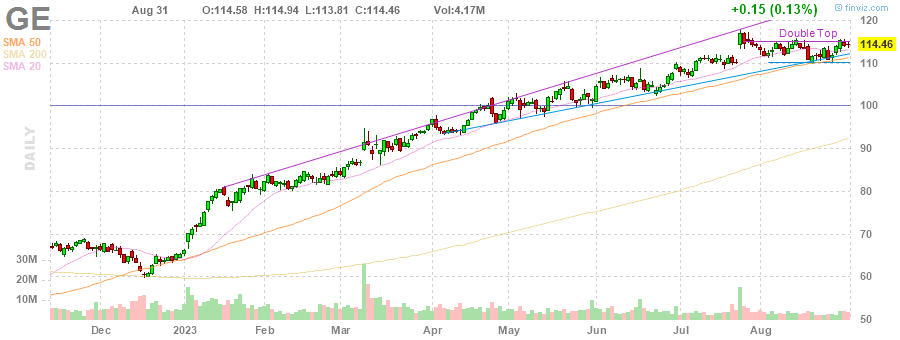 GE
Aug 31
O:114.58
H:114.94
L:113.81
C:114.46
Vol:4.17M
+0.15 (0.13%)
© finviz.com
SMA 50
SMA 200
SMA 20
DAILY
Double Top
120
114.46
110
100
90
80
70
60
50
30M
20M
10M
Dec
2023
Feb
Mar
Apr
May
Jun
Jul
Aug